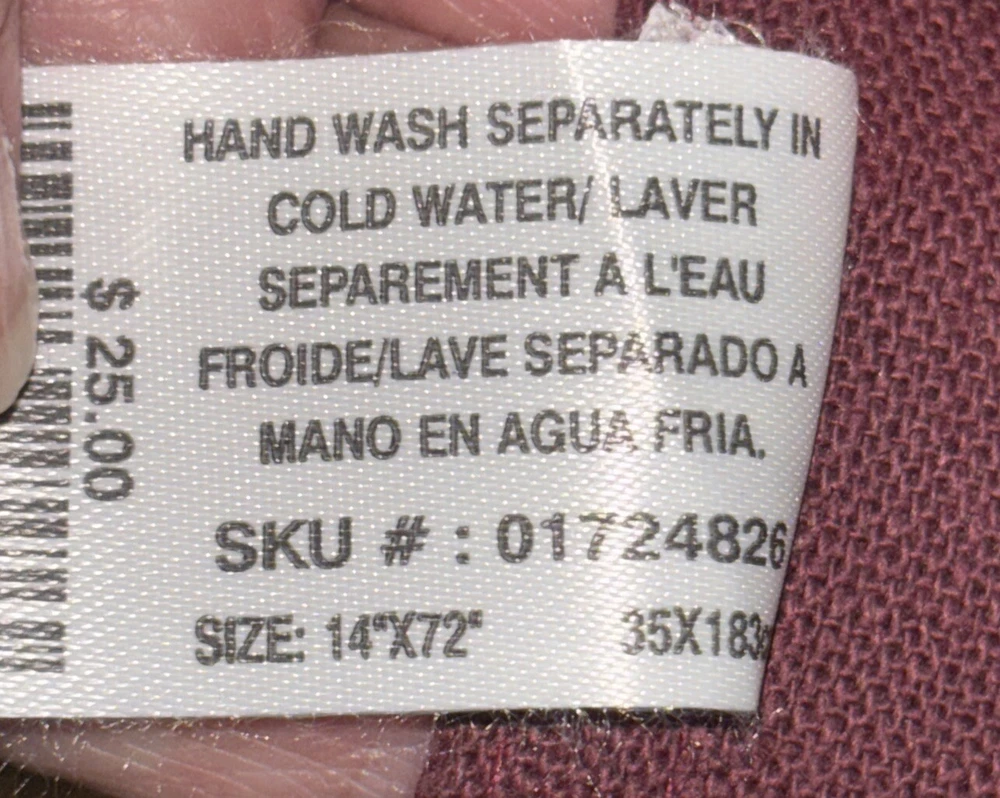 HAND WASH SEPARATELY IN
COLD WATER/ LAVER
SEPAREMENT A L'EAU
FROIDE/LAVE SEPARADO A
MANO EN AGUA FRIA.
SKU # : 01724826
SIZE: 14"X72" 35X183
$ 25.00